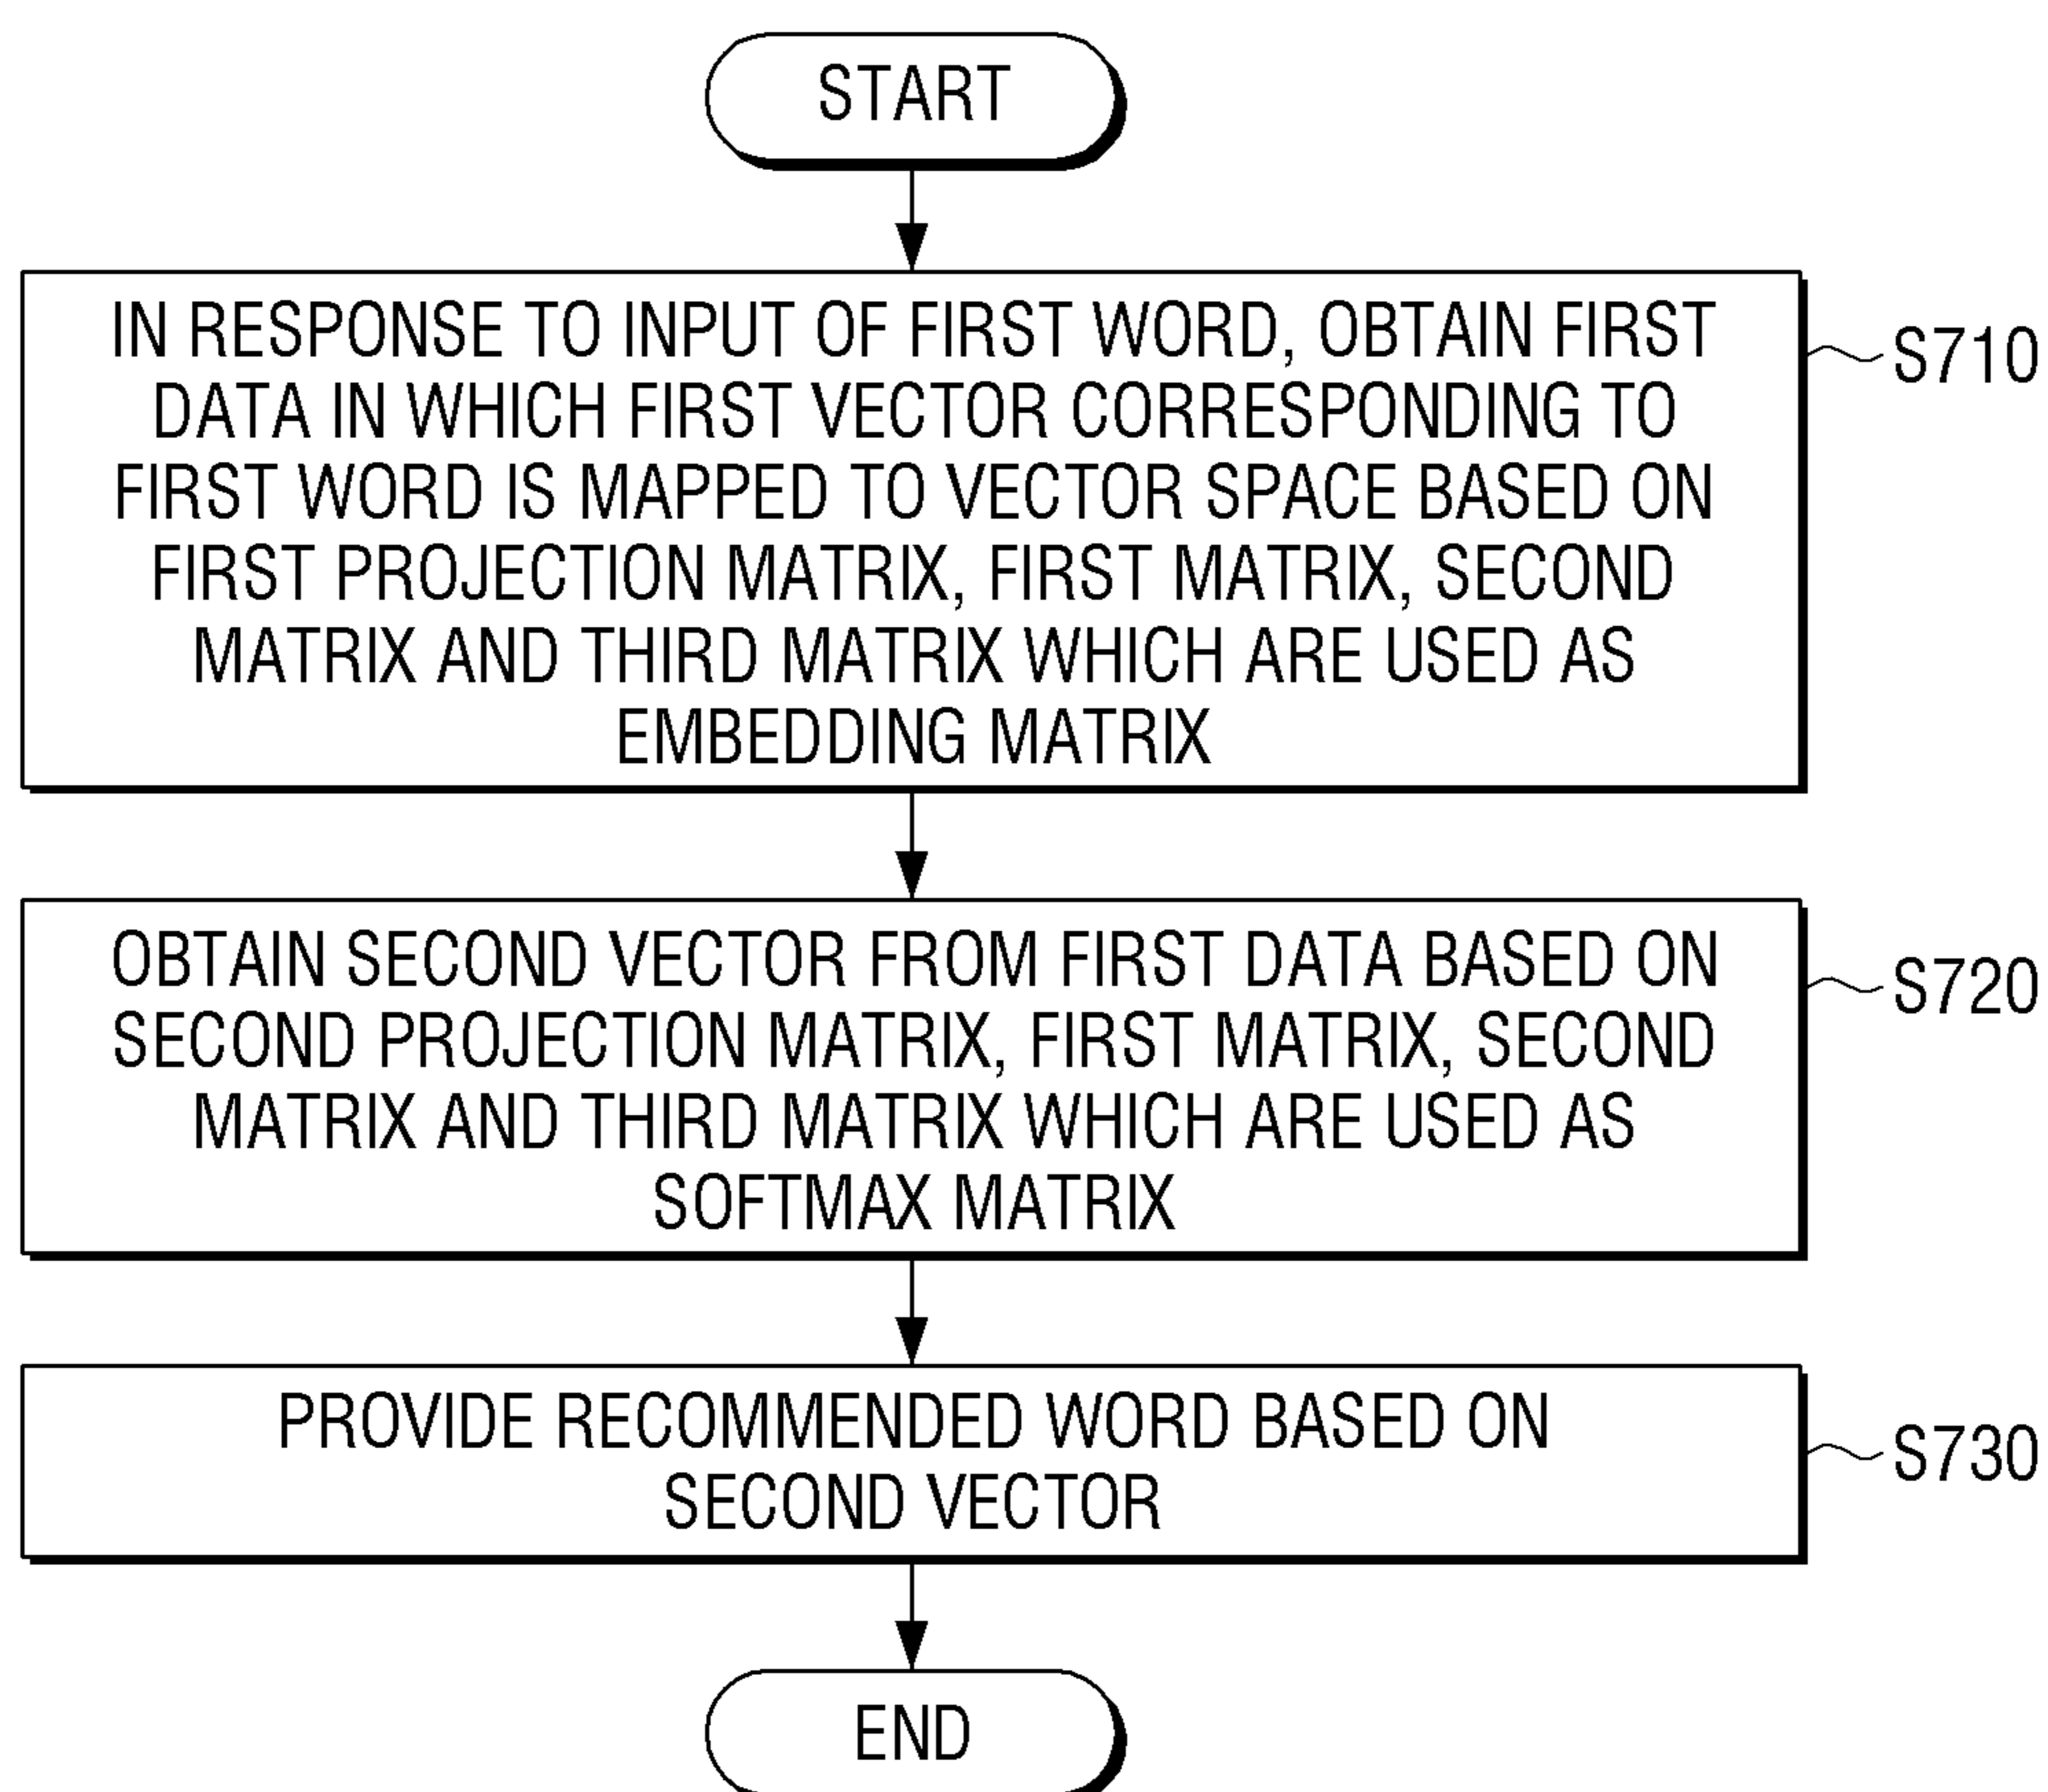 START
IN RESPONSE TO INPUT OF FIRST WORD, OBTAIN FIRST
DATA IN WHICH FIRST VECTOR CORRESPONDING TO
FIRST WORD IS MAPPED TO VECTOR SPACE BASED ON
FIRST PROJECTION MATRIX, FIRST MATRIX, SECOND
MATRIX AND THIRD MATRIX WHICH ARE USED AS
EMBEDDING MATRIX
S710
OBTAIN SECOND VECTOR FROM FIRST DATA BASED ON
SECOND PROJECTION MATRIX, FIRST MATRIX, SECOND
MATRIX AND THIRD MATRIX WHICH ARE USED AS
SOFTMAX MATRIX
S720
PROVIDE RECOMMENDED WORD BASED ON
SECOND VECTOR
S730
END